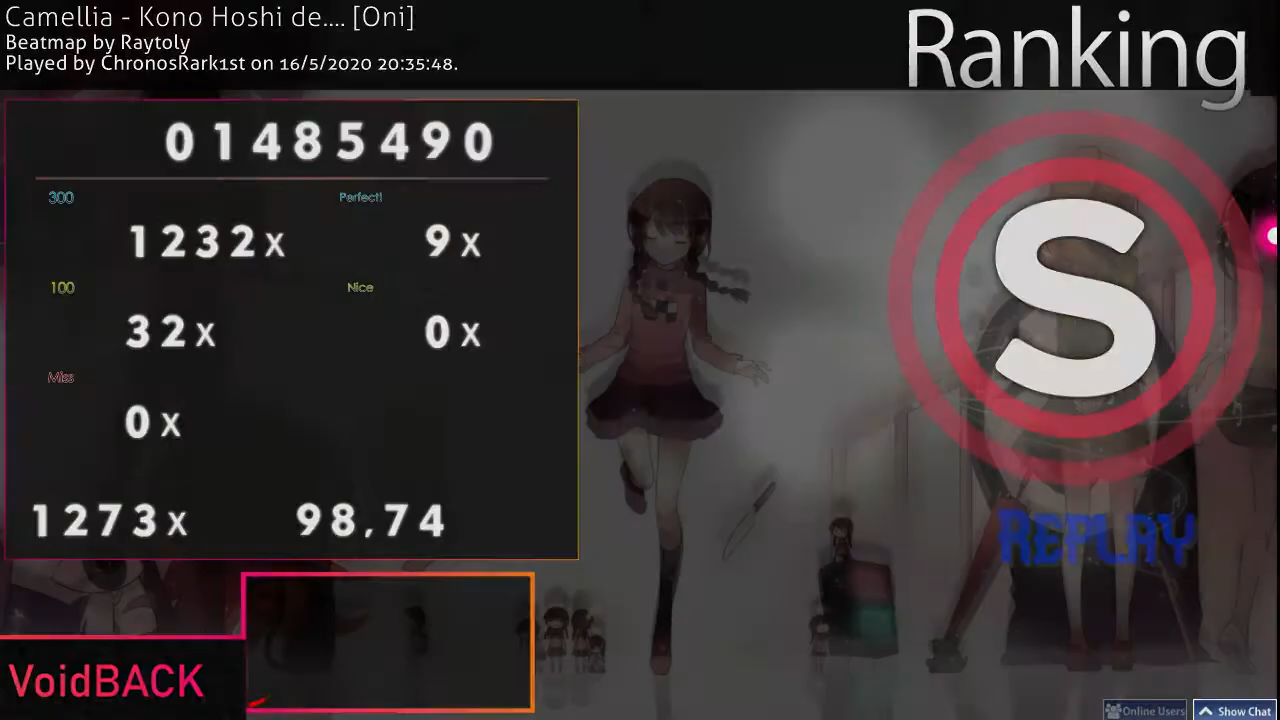 Camellia - Kono Hoshi de.... [Oni]
Beatmap by Raytoly
Played by ChronosRark1st on 16/5/2020 20:35:48.
Ranking
01485490
300 Perfect!
1232x 9x
100 Nice
32x 0x
Miss
0x
1273x 98,74
S
REPLAY
VoidBACK
Online Users Show Chat